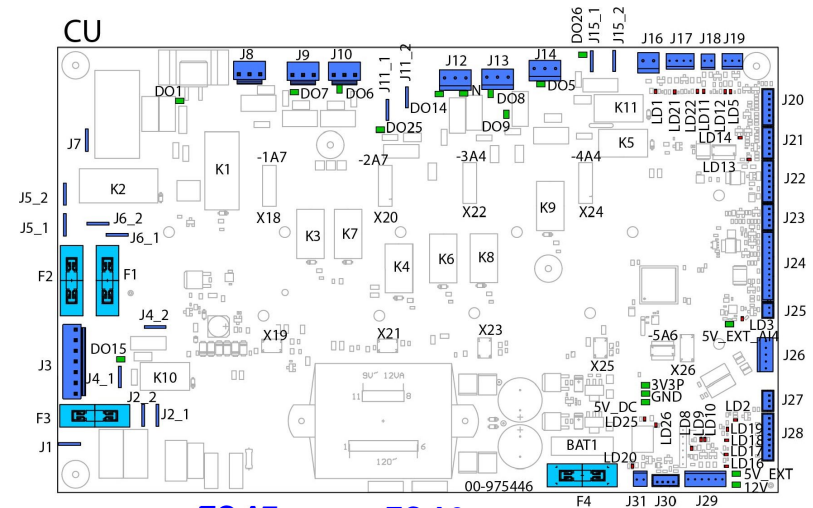 CU
DO26
J15_1
J15_2
J8
J9
J10
J11_1
J11_2
J12
J13
J14
J16
J17
J18
J19
DO1
DO7
DO6
DO14
N
DO8
DO5
K11
LD1
LD21
LD22
LD11
LD12
LD5
J20
J7
DO25
DO9
K5
LD14
J21
K1
-1A7
-2A7
-3A4
-4A4
LD13
J22
K2
J5_2
X18
X20
X22
K9
X24
J23
J5_1
J6_2
J6_1
K3
K7
K4
K6
K8
J24
F2
F1
J25
J4_2
X19
X21
X23
LD3
5V_EXT_AI4
-5A6
X26
J26
DO15
J3
J4_1
K10
X25
9V~ 12VA
11
8
3V3P
GND
J2_2
J2_1
F3
5V_DC
LD25
LD26
LD8
LD9
LD10
LD2
J27
LD19
LD18
LD17
LD16
J28
J1
1
6
120~
BAT1
LD20
00-975446
F4
J31
J30
J29
5V_EXT
12V